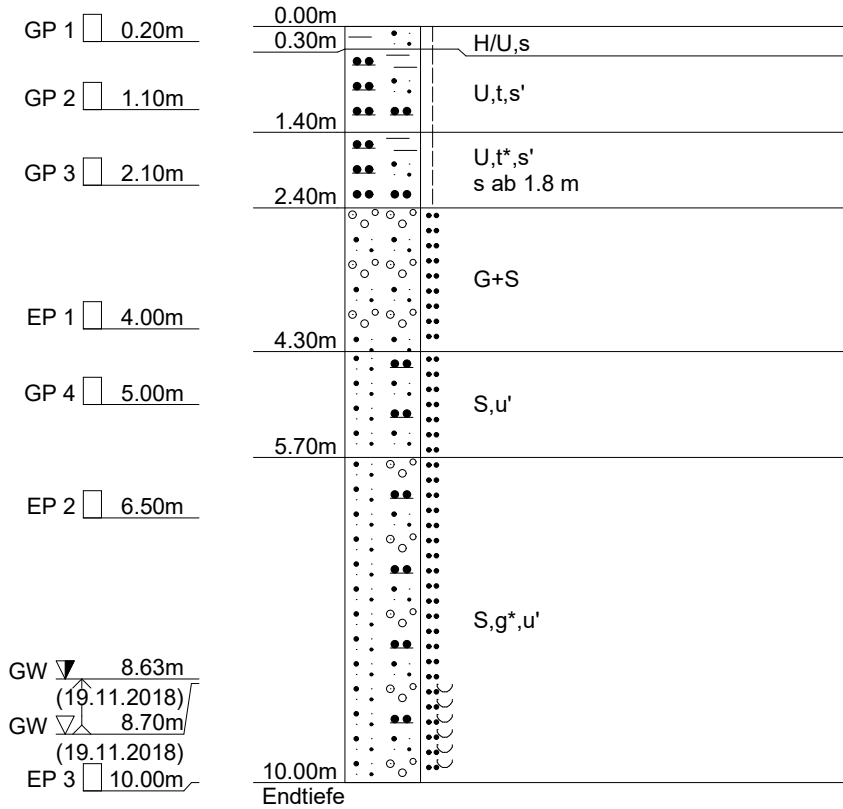 0.00m
GP 1 0.20m
0.30m H/U,s
GP 2 1.10m
U,t,s'
1.40m
U,t*,s'
GP 3 2.10m
s ab 1.8 m
2.40m
G+S
EP 1 4.00m
4.30m
GP 4 5.00m
S,u'
5.70m
EP 2 6.50m
S,g*,u'
GW 8.63m
(19.11.2018)
GW 8.70m
(19.11.2018)
EP 3 10.00m
10.00m
Endtiefe